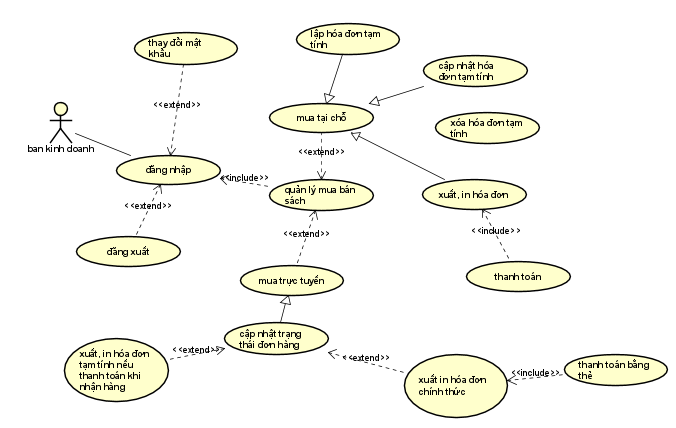 thay đổi mật
khẩu
lập hóa đơn tạm
tính
cập nhật hóa
đơn tạm tính
<<extend>>
mua tại chỗ
xóa hóa đơn tạm
tính
ban kinh doanh
<<extend>>
đăng nhập
<<include>>
quản lý mua bán
sách
xuất, in hóa đơn
<<extend>>
<<extend>>
<<include>>
đăng xuất
mua trực tuyến
thanh toán
cập nhật trạng
thái đơn hàng
xuất, in hóa đơn
tạm tính nếu
thanh toán khi
nhận hàng
<<extend>>
<<extend>>
xuất in hóa đơn
chính thức
<<include>>
thanh toán bằng
thẻ